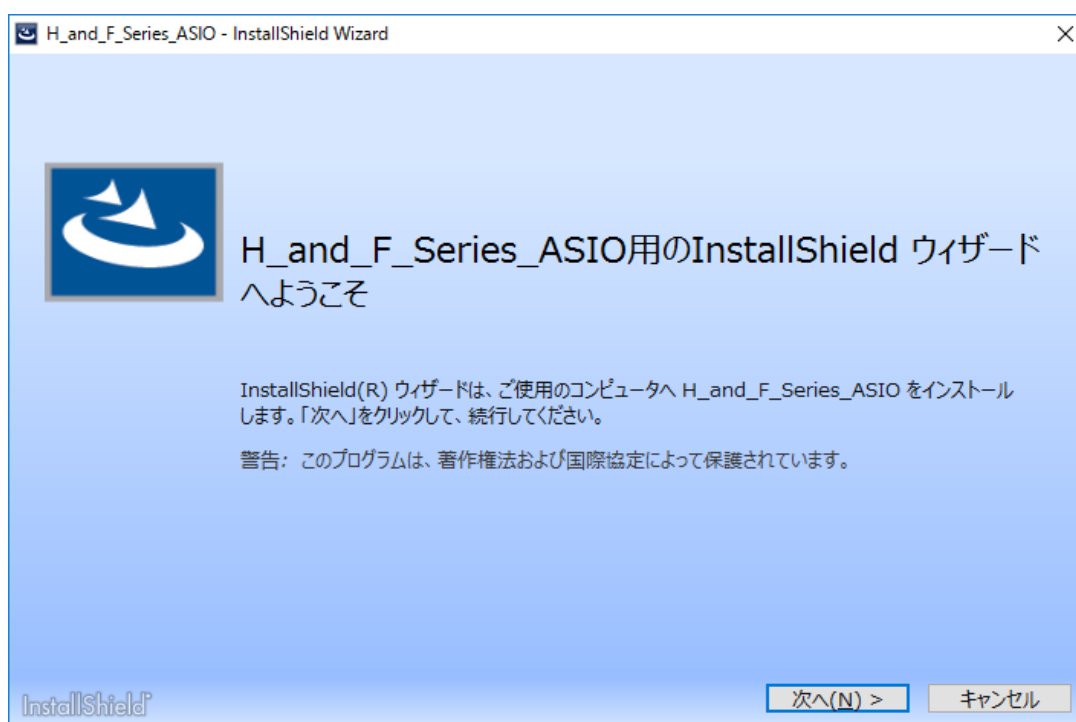 H_and_F_Series_ASIO - InstallShield Wizard
H_and_F_Series_ASIO用のInstallShield ウィザード
へようこそ
InstallShield(R) ウィザードは、ご使用のコンピュータへ H_and_F_Series_ASIO をインストール
します。「次へ」をクリックして、続行してください。
警告: このプログラムは、著作権法および国際協定によって保護されています。
InstallShield
次へ(N) >
キャンセル